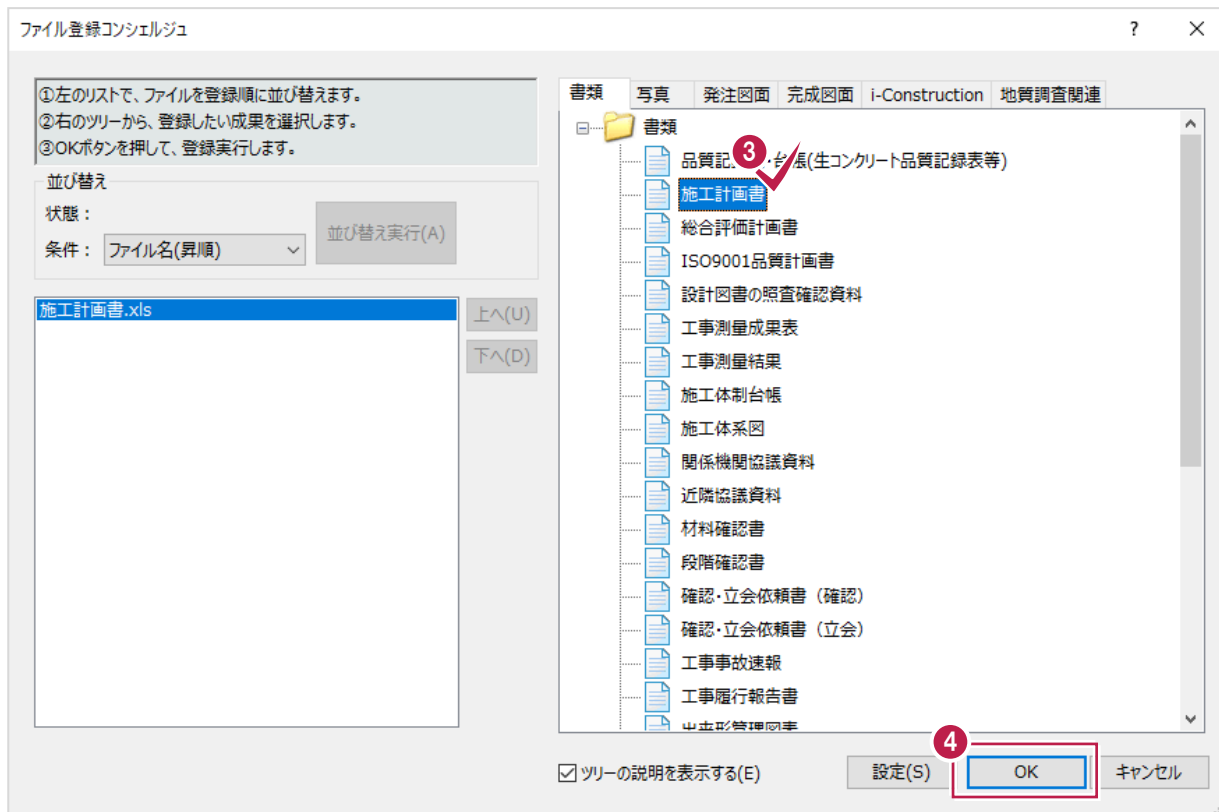 ファイル登録コンシェルジュ
?
①左のリストで、ファイルを登録順に並び替えます。
②右のツリーから、登録したい成果を選択します。
③OKボタンを押して、登録実行します。
並び替え
状態：
条件： ファイル名(昇順)
並び替え実行(A)
施工計画書.xls
上へ(U)
下へ(D)
書類 写真 発注図面 完成図面 i-Construction 地質調査関連
書類
品質記 3 帳(生コンクリート品質記録表等)
施工計画書
総合評価計画書
ISO9001品質計画書
設計図書の照査確認資料
工事測量成果表
工事測量結果
施工体制台帳
施工体系図
関係機関協議資料
近隣協議資料
材料確認書
段階確認書
確認・立会依頼書（確認）
確認・立会依頼書（立会）
工事事故速報
工事履行報告書
出来形管理図表
4
ツリーの説明を表示する(E)
設定(S) OK キャンセル